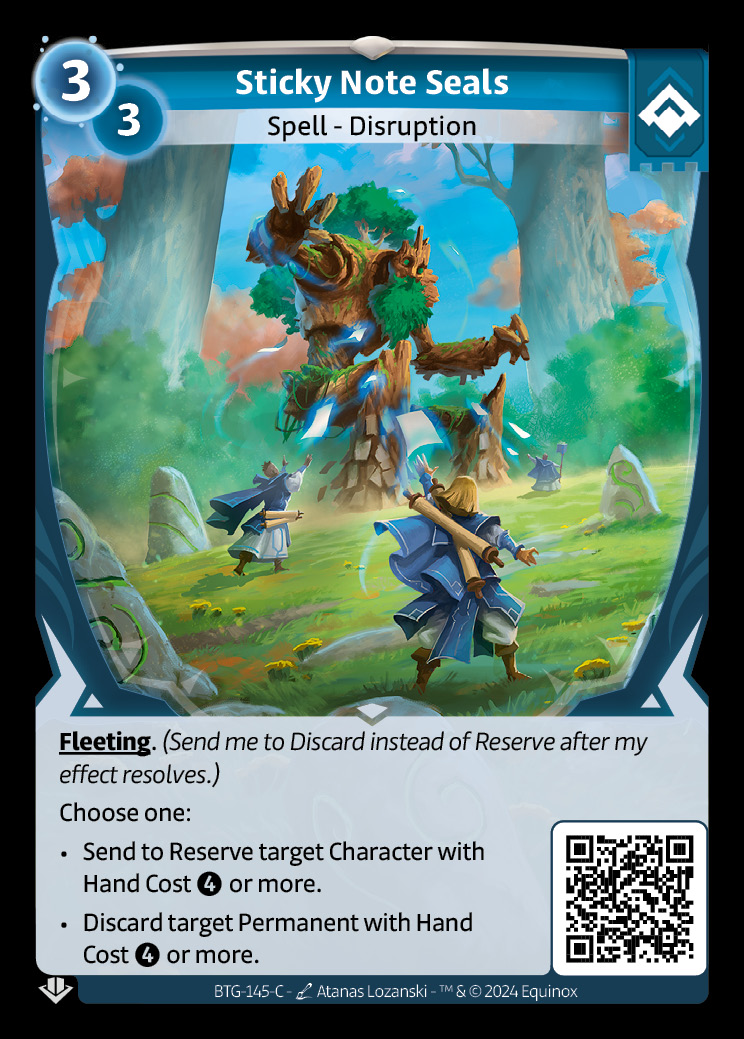 3
3
Sticky Note Seals
Spell - Disruption
Fleeting. (Send me to Discard instead of Reserve after my
effect resolves.)
Choose one:
• Send to Reserve target Character with
Hand Cost 4 or more.
• Discard target Permanent with Hand
Cost 4 or more.
BTG-145-C - Atanas Lozanski - ™ & © 2024 Equinox